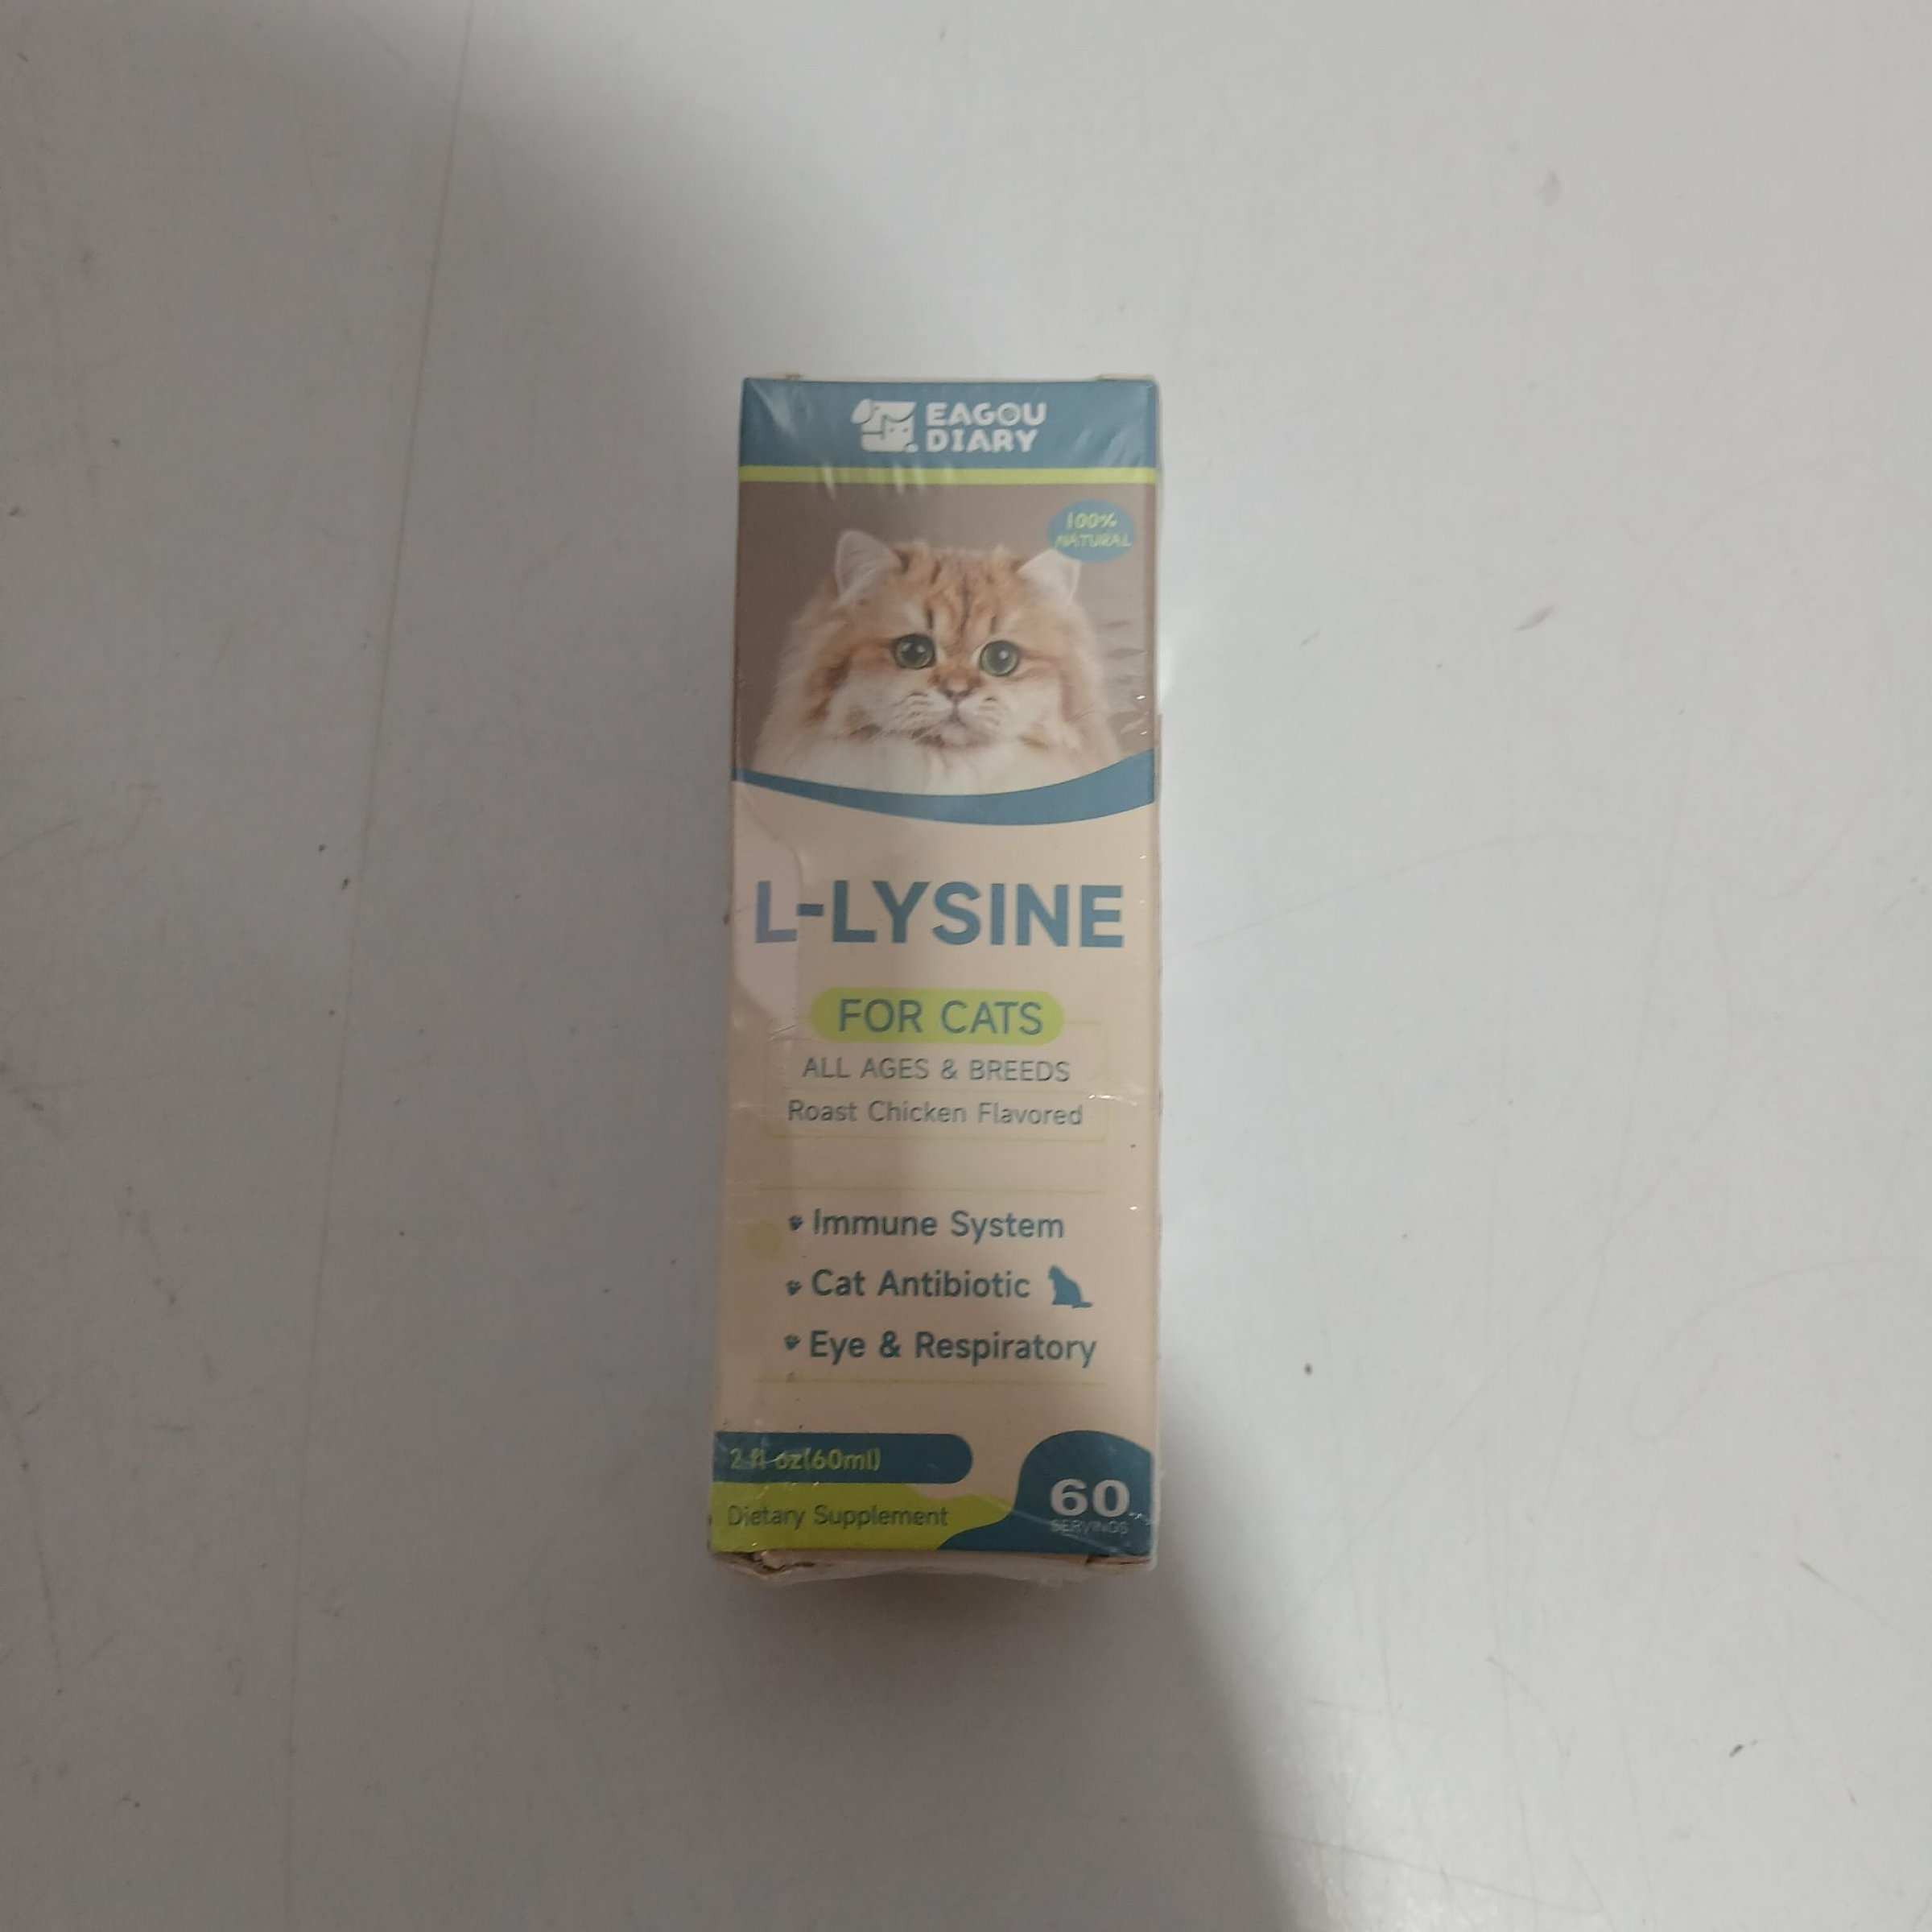 EAGOU
DIARY
100%
NATURAL
L-LYSINE
FOR CATS
ALL AGES & BREEDS
Roast Chicken Flavored
Immune System
Cat Antibiotic
Eye & Respiratory
2 fl oz(60ml)
Dietary Supplement
60
SERVINGS